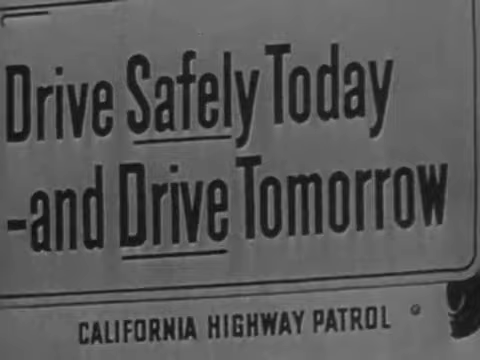 Drive Safely Today
-and Drive Tomorrow
CALIFORNIA HIGHWAY PATROL